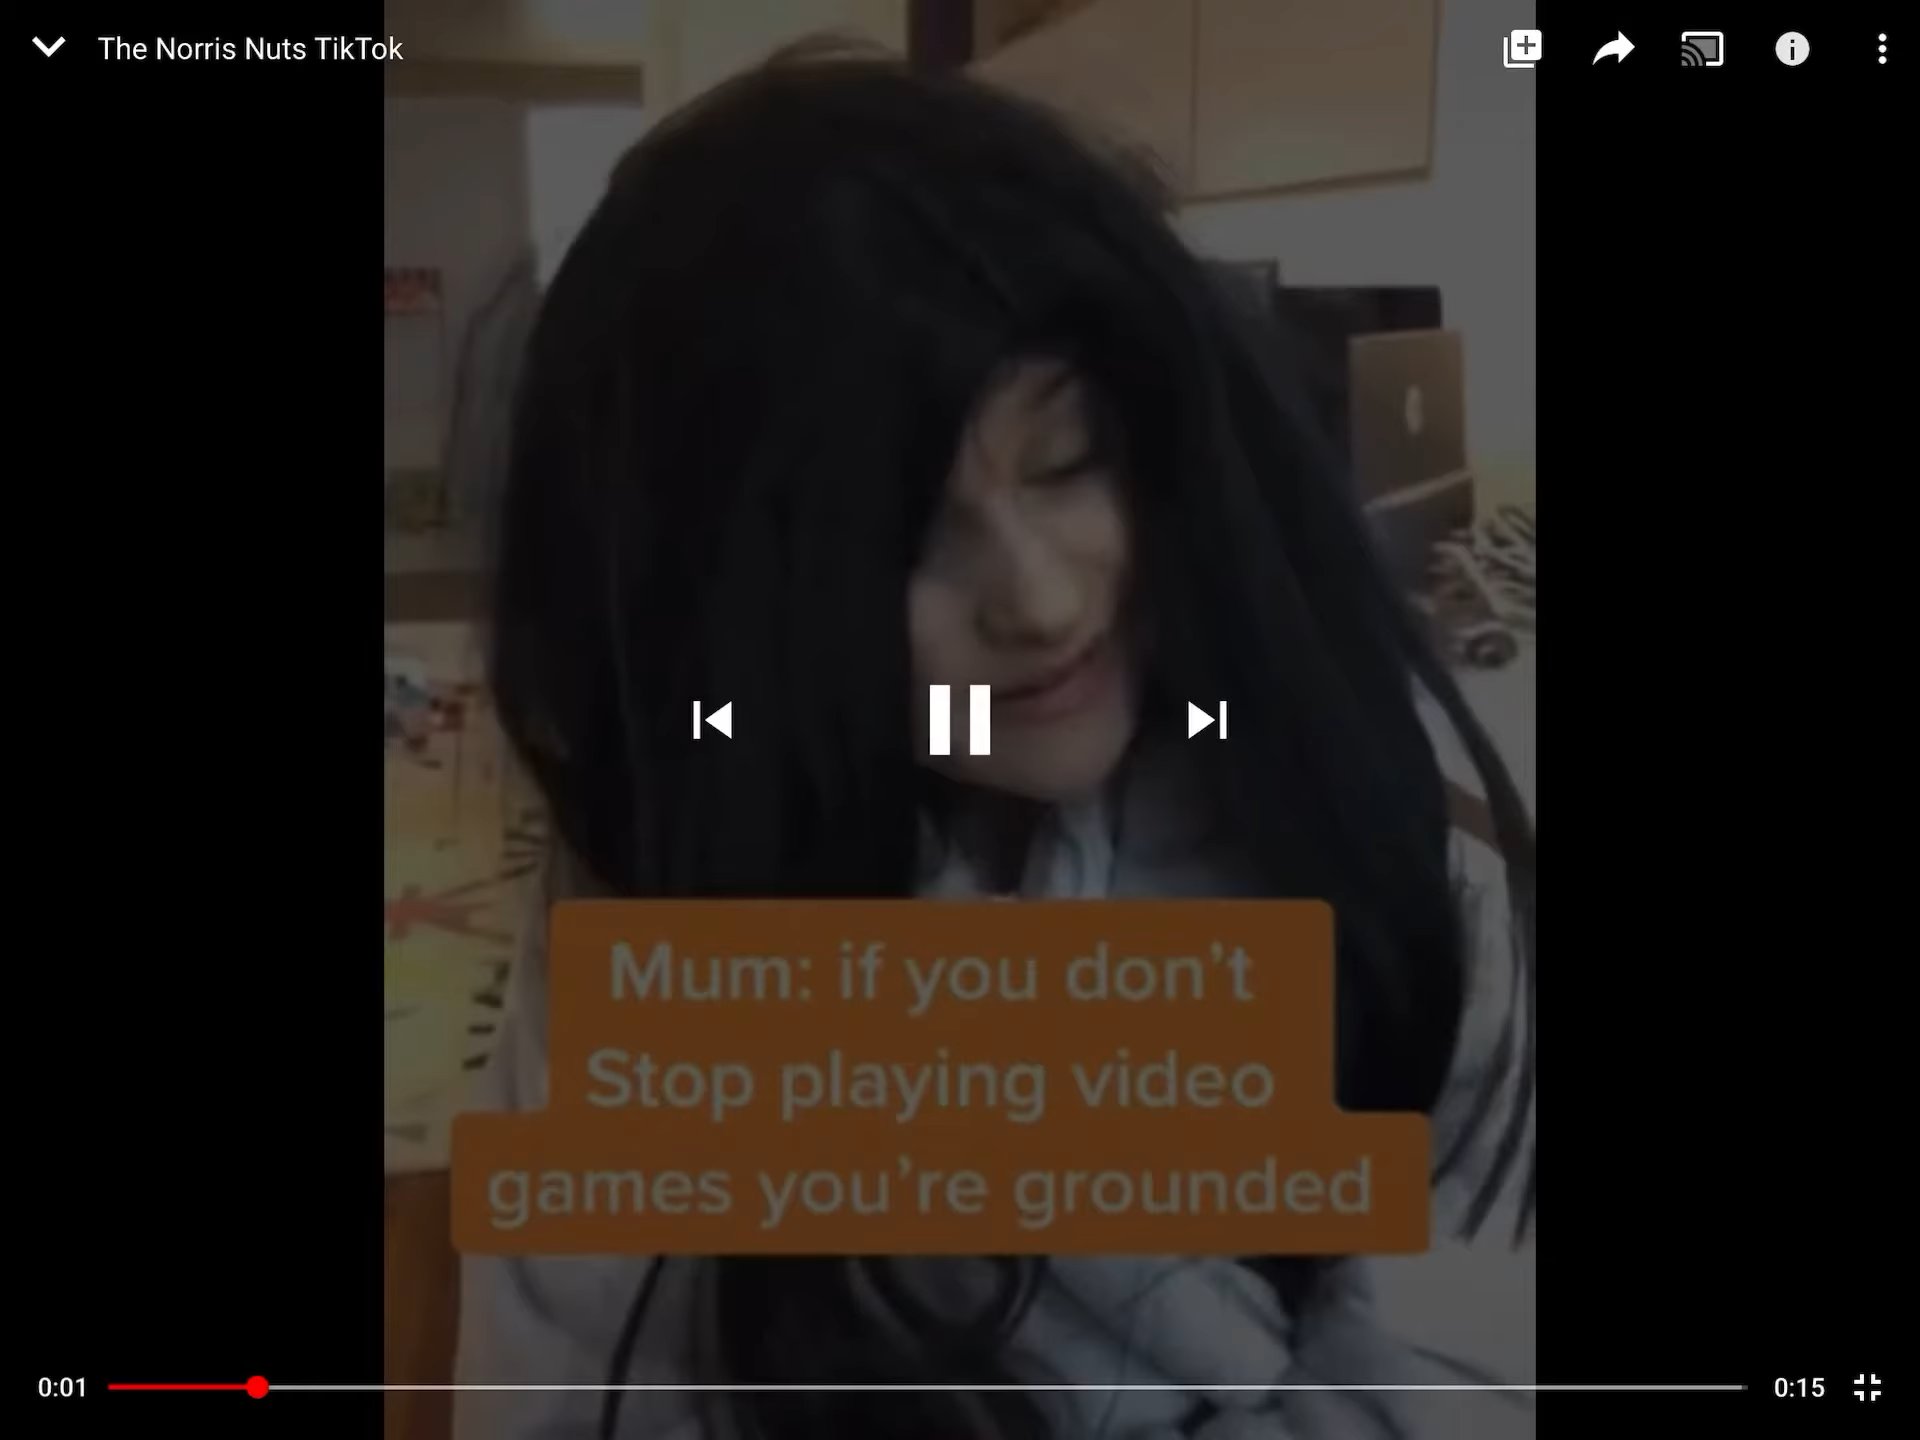 The Norris Nuts TikTok
Mum: if you don't
Stop playing video
games you're grounded
0:01
0:15